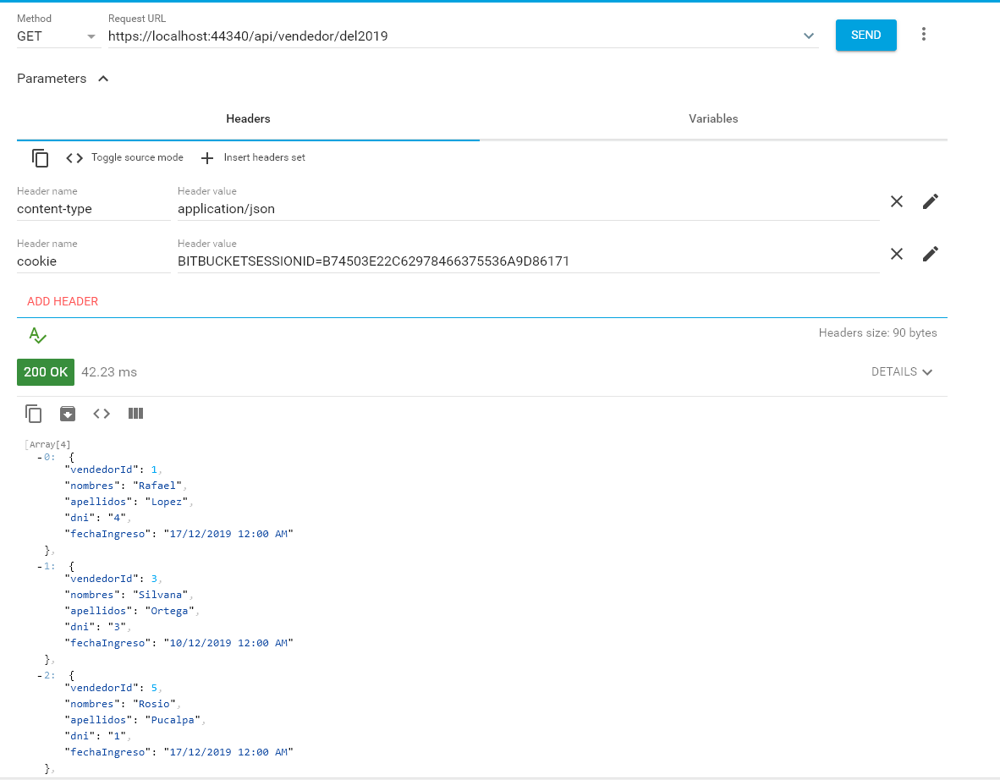 Method Request URL
GET https://localhost:44340/api/vendedor/del2019 SEND
Parameters
Headers Variables
Toggle source mode Insert headers set
Header name Header value
content-type application/json
Header name Header value
cookie BITBUCKETSESSIONID=B74503E22C62978466375536A9D86171
ADD HEADER
Headers size: 90 bytes
200 OK 42.23 ms DETAILS
[Array[4]
-0: {
"vendedorId": 1,
"nombres": "Rafael",
"apellidos": "Lopez",
"dni": "4",
"fechaIngreso": "17/12/2019 12:00 AM"
},
-1: {
"vendedorId": 3,
"nombres": "Silvana",
"apellidos": "Ortega",
"dni": "3",
"fechaIngreso": "10/12/2019 12:00 AM"
},
-2: {
"vendedorId": 5,
"nombres": "Rosio",
"apellidos": "Pucalpa",
"dni": "1",
"fechaIngreso": "17/12/2019 12:00 AM"
},